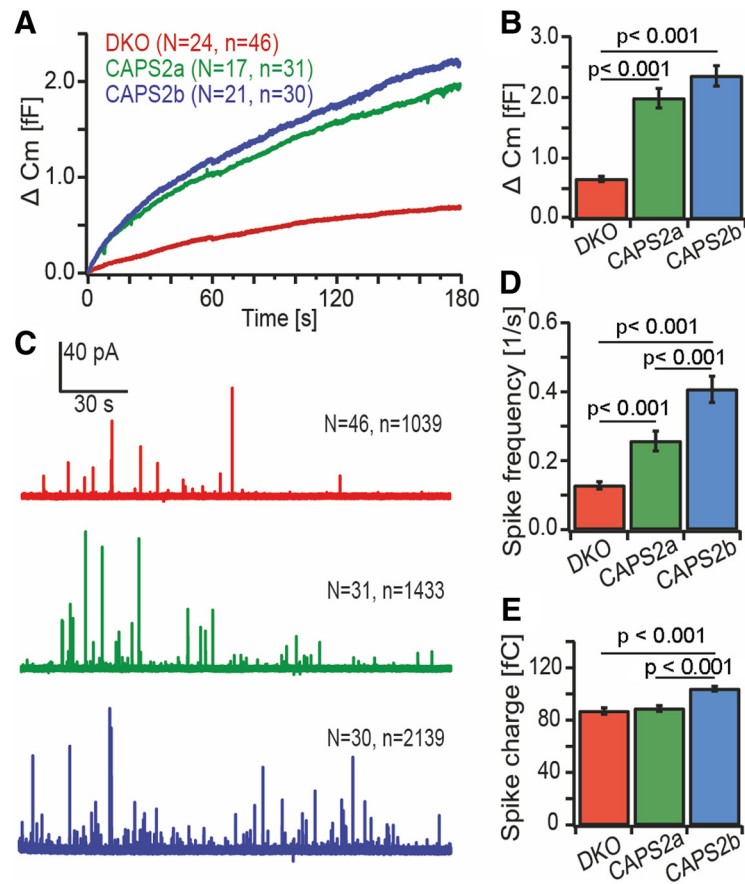 A
DKO (N=24, n=46)
CAPS2a (N=17, n=31)
CAPS2b (N=21, n=30)
Δ Cm [fF]
2.0
1.0
0.0
0
60
120
180
Time [s]
B
Δ Cm [fF]
3.0
2.0
1.0
0.0
p< 0.001
p< 0.001
DKO
CAPS2a
CAPS2b
C
40 pA
30 s
N=46, n=1039
N=31, n=1433
N=30, n=2139
D
Spike frequency [1/s]
0.6
0.4
0.2
0.0
p< 0.001
p< 0.001
p< 0.001
DKO
CAPS2a
CAPS2b
E
Spike charge [fC]
120
80
40
0
p < 0.001
p < 0.001
DKO
CAPS2a
CAPS2b